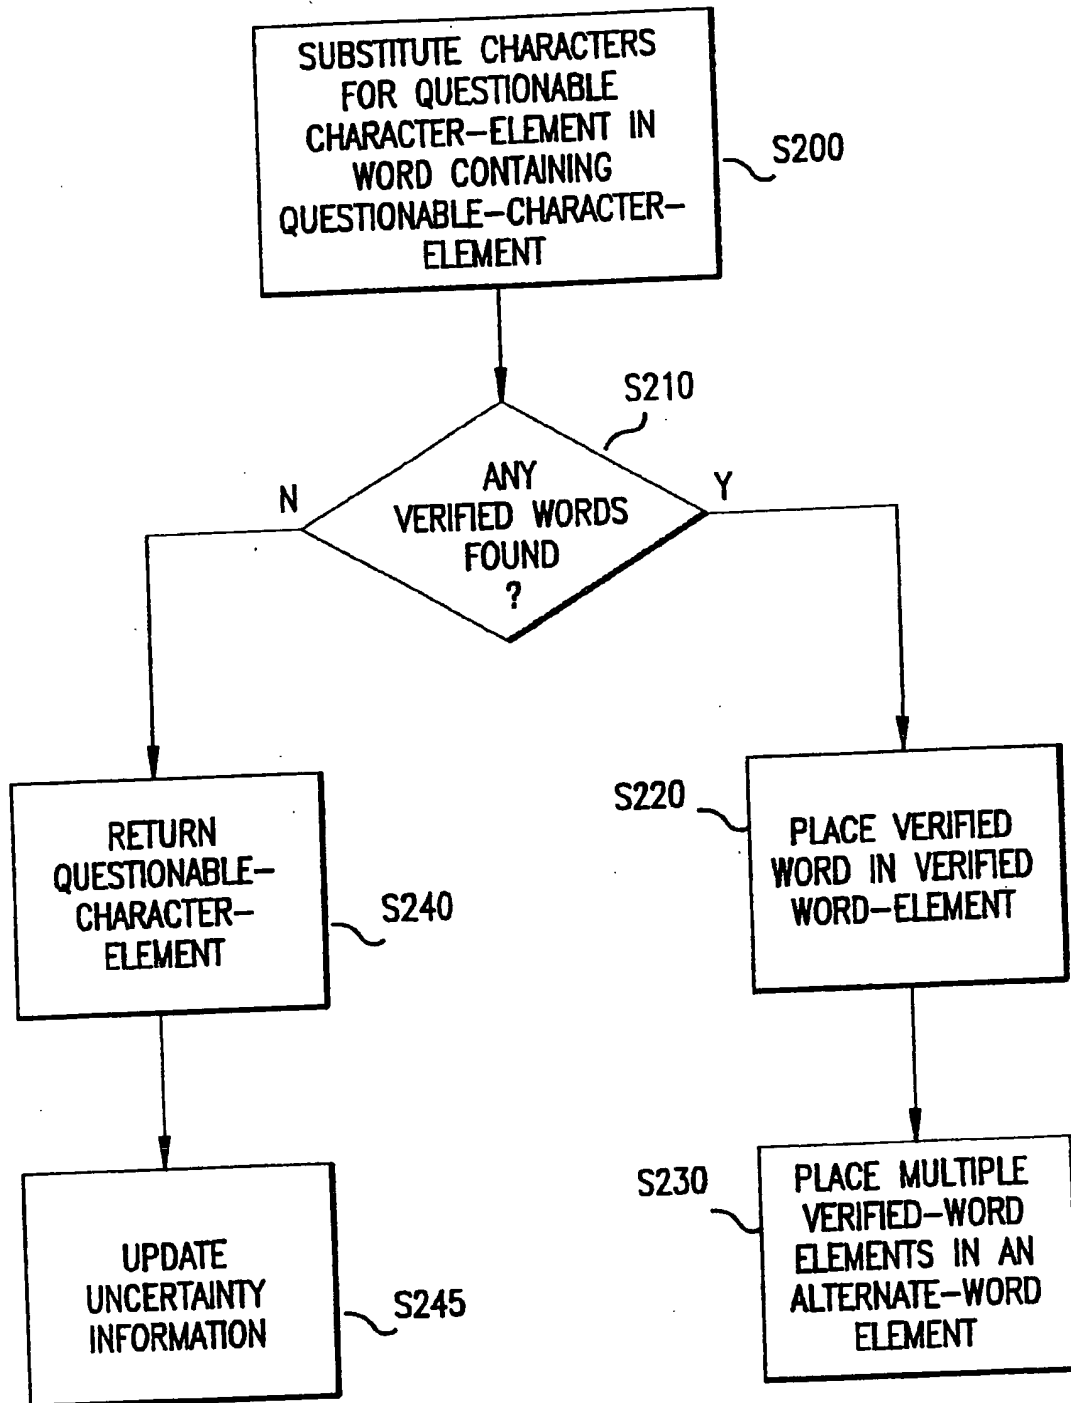 SUBSTITUTE CHARACTERS
FOR QUESTIONABLE
CHARACTER-ELEMENT IN
WORD CONTAINING
QUESTIONABLE-CHARACTER-
ELEMENT
S200
S210
N
Y
ANY
VERIFIED WORDS
FOUND
?
RETURN
QUESTIONABLE-
CHARACTER-
ELEMENT
S240
S220
PLACE VERIFIED
WORD IN VERIFIED
WORD-ELEMENT
UPDATE
UNCERTAINTY
INFORMATION
S245
S230
PLACE MULTIPLE
VERIFIED-WORD
ELEMENTS IN AN
ALTERNATE-WORD
ELEMENT